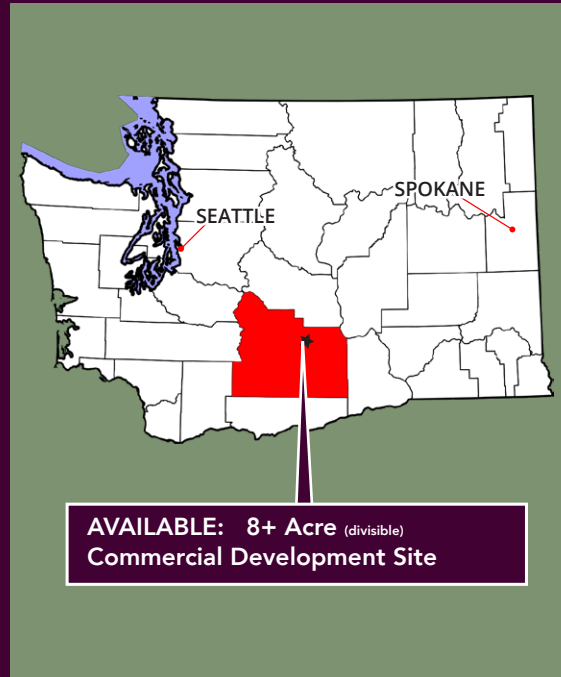 SPOKANE
SEATTLE
AVAILABLE: 8+ Acre (divisible)
Commercial Development Site